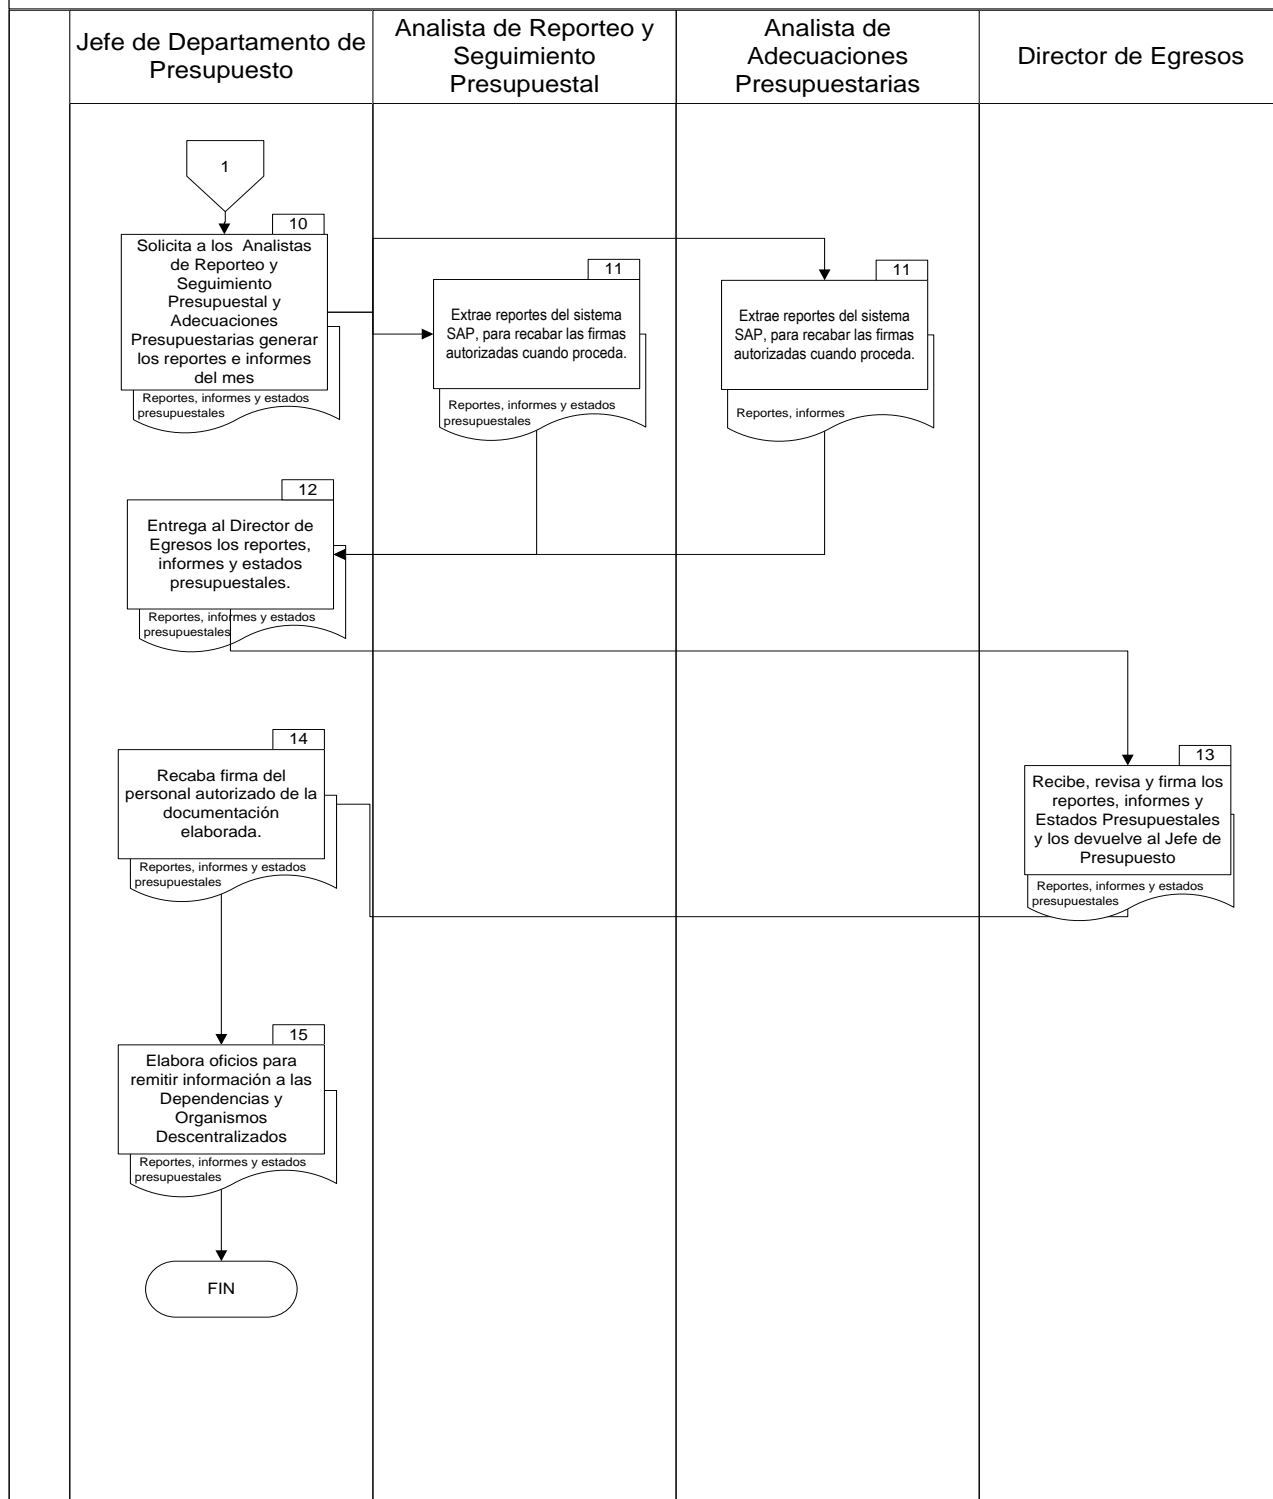 Jefe de Departamento de
Presupuesto
Analista de Reporteo y
Seguimiento
Presupuestal
Analista de
Adecuaciones
Presupuestarias
Director de Egresos
1
10
Solicita a los Analistas
de Reporteo y
Seguimiento
Presupuestal y
Adecuaciones
Presupuestarias generar
los reportes e informes
del mes
Reportes, informes y estados
presupuestales
11
Extrae reportes del sistema
SAP, para recabar las firmas
autorizadas cuando proceda.
Reportes, informes y estados
presupuestales
11
Extrae reportes del sistema
SAP, para recabar las firmas
autorizadas cuando proceda.
Reportes, informes
12
Entrega al Director de
Egresos los reportes,
informes y estados
presupuestales.
Reportes, informes y estados
presupuestales
13
Recibe, revisa y firma los
reportes, informes y
Estados Presupuestales
y los devuelve al Jefe de
Presupuesto
Reportes, informes y estados
presupuestales
14
Recaba firma del
personal autorizado de la
documentación
elaborada.
Reportes, informes y estados
presupuestales
15
Elabora oficios para
remitir información a las
Dependencias y
Organismos
Descentralizados
Reportes, informes y estados
presupuestales
FIN